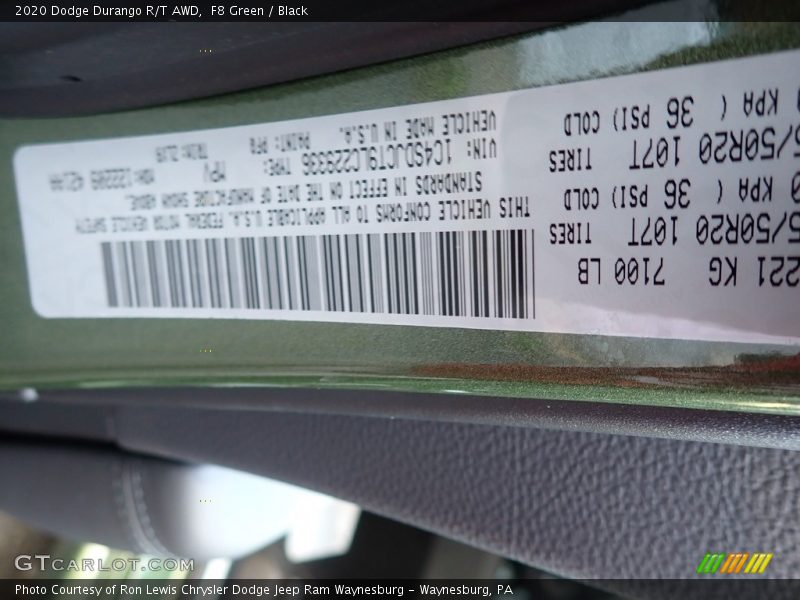 2020 Dodge Durango R/T AWD,  F8 Green / Black
221 KG 7100 LB
5/50R20 107T TIRES
0 KPA ( 36 PSI) COLD
5/50R20 107T TIRES
KPA ( 36 PSI) COLD
THIS VEHICLE CONFORMS TO ALL APPLICABLE U.S.A. FEDERAL MOTOR VEHICLE SAFETY
STANDARDS IN EFFECT ON THE DATE OF MANUFACTURE SHOWN ABOVE.
VIN: 1C4SDJCT9LC229336 TYPE: MPV MDH:
VEHICLE MADE IN U.S.A. PAINT: TRIM:
GTCARLOT.COM
Photo Courtesy of Ron Lewis Chrysler Dodge Jeep Ram Waynesburg – Waynesburg, PA